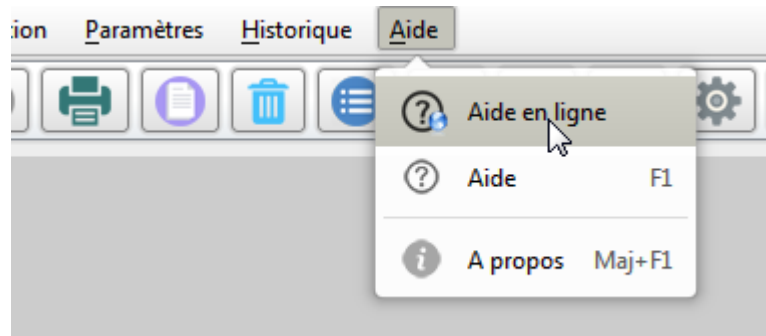 tion Paramètres Historique Aide
Aide en ligne
Aide F1
A propos Maj+F1